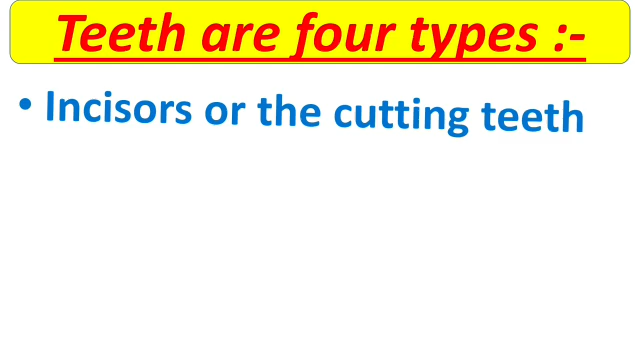 Teeth are four types :-
• Incisors or the cutting teeth